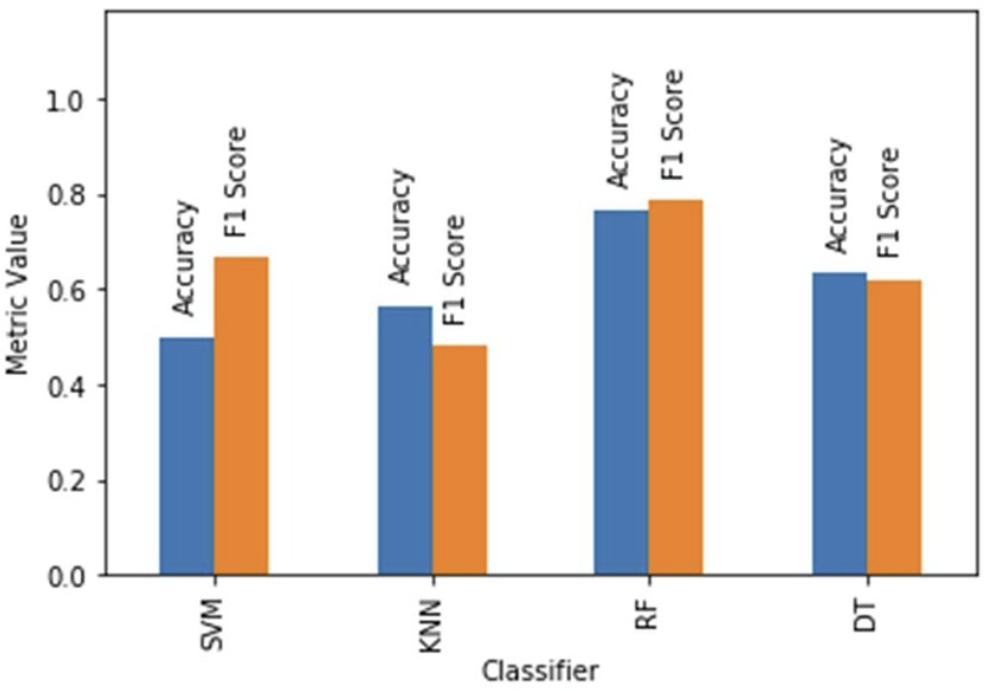 Metric Value
1.0
0.8
0.6
0.4
0.2
0.0
Accuracy
F1 Score
Accuracy
F1 Score
Accuracy
F1 Score
Accuracy
F1 Score
SVM
KNN
RF
DT
Classifier